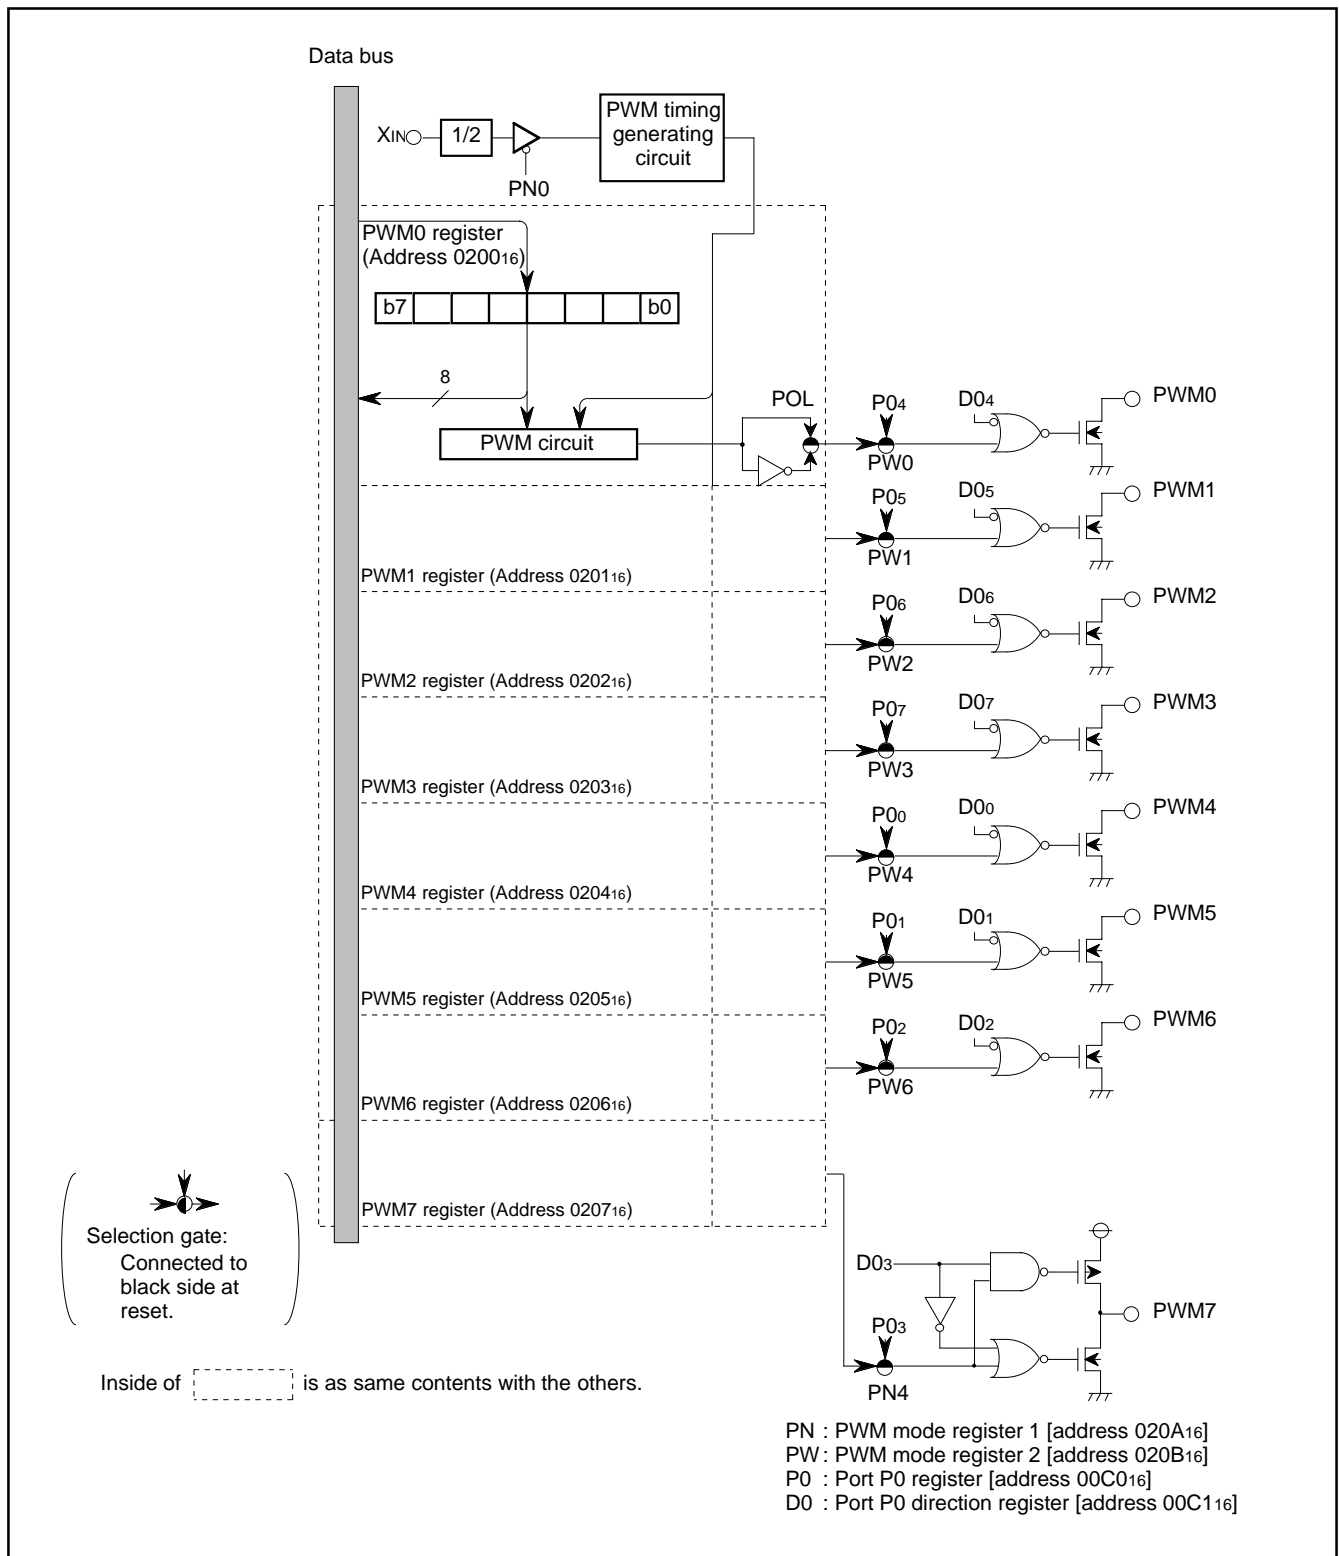 Data bus
XIN
1/2
PN0
PWM timing
generating
circuit
PWM0 register
(Address 020016)
b7
b0
8
PWM circuit
POL
P04
PW0
D04
PWM0
P05
PW1
D05
PWM1
PWM1 register (Address 020116)
P06
PW2
D06
PWM2
PWM2 register (Address 020216)
P07
PW3
D07
PWM3
PWM3 register (Address 020316)
P00
PW4
D00
PWM4
PWM4 register (Address 020416)
P01
PW5
D01
PWM5
PWM5 register (Address 020516)
P02
PW6
D02
PWM6
PWM6 register (Address 020616)
PWM7 register (Address 020716)
Selection gate:
Connected to
black side at
reset.
D03
P03
PN4
PWM7
Inside of is as same contents with the others.
PN : PWM mode register 1 [address 020A16]
PW : PWM mode register 2 [address 020B16]
P0 : Port P0 register [address 00C016]
D0 : Port P0 direction register [address 00C116]